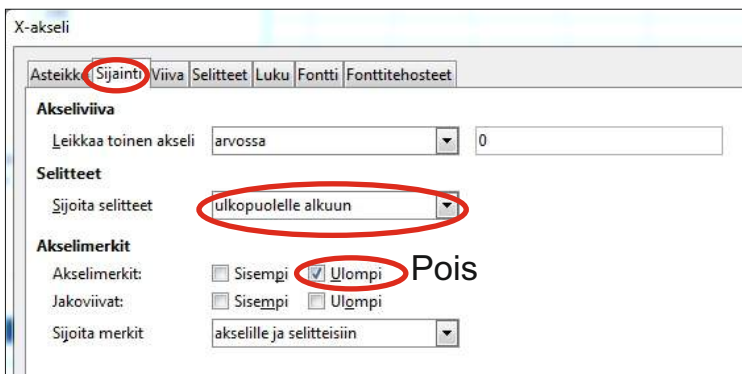 X-akseli
Asteikko Sijainti Viiva Selitteet Luku Fontti Fonttitehosteet
Akseliviiva
Leikkaa toinen akseli arvossa 0
Selitteet
Sijoita selitteet ulkopuolelle alkuun
Akselimerkit
Akselimerkit: Sisempi Ulompi Pois
Jakoviivat: Sisempi Ulompi
Sijoita merkit akselille ja selitteisiin